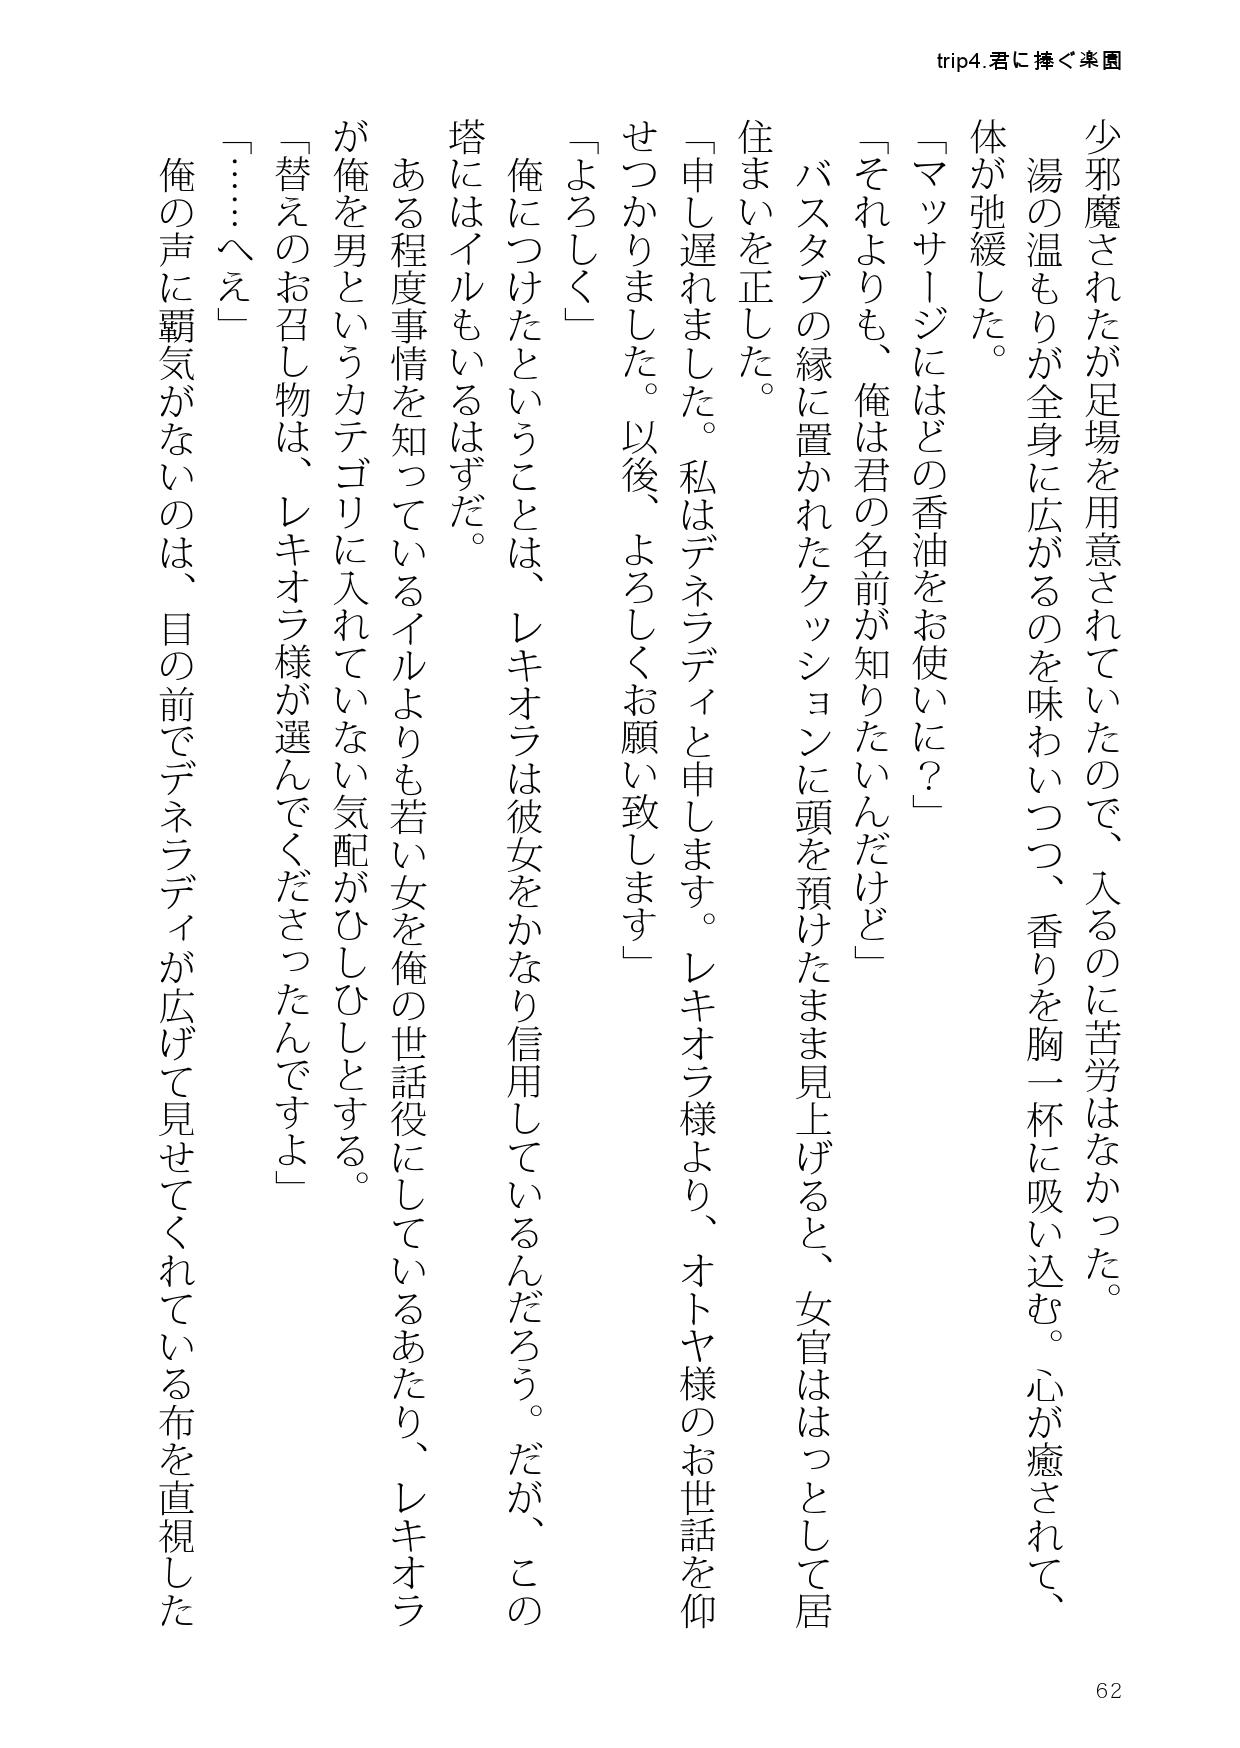 trip4.君に捧ぐ楽園
少邪魔されたが足場を用意されていたので、入るのに苦労はなかった。
　湯の温もりが全身に広がるのを味わいつつ、香りを胸一杯に吸い込む。心が癒されて、
体が弛緩した。
「マッサージにはどの香油をお使いに？」
「それよりも、俺は君の名前が知りたいんだけど」
　バスタブの縁に置かれたクッションに頭を預けたまま見上げると、女官ははっとして居
住まいを正した。
「申し遅れました。私はデネラディと申します。レキオラ様より、オトヤ様のお世話を仰
せつかりました。以後、よろしくお願い致します」
「よろしく」
　俺につけたということは、レキオラは彼女をかなり信用しているんだろう。だが、この
塔にはイルもいるはずだ。
　ある程度事情を知っているイルよりも若い女を俺の世話役にしているあたり、レキオラ
が俺を男というカテゴリに入れていない気配がひしひしとする。
「替えのお召し物は、レキオラ様が選んでくださったんですよ」
「……へえ」
　俺の声に覇気がないのは、目の前でデネラディが広げて見せてくれている布を直視した
62